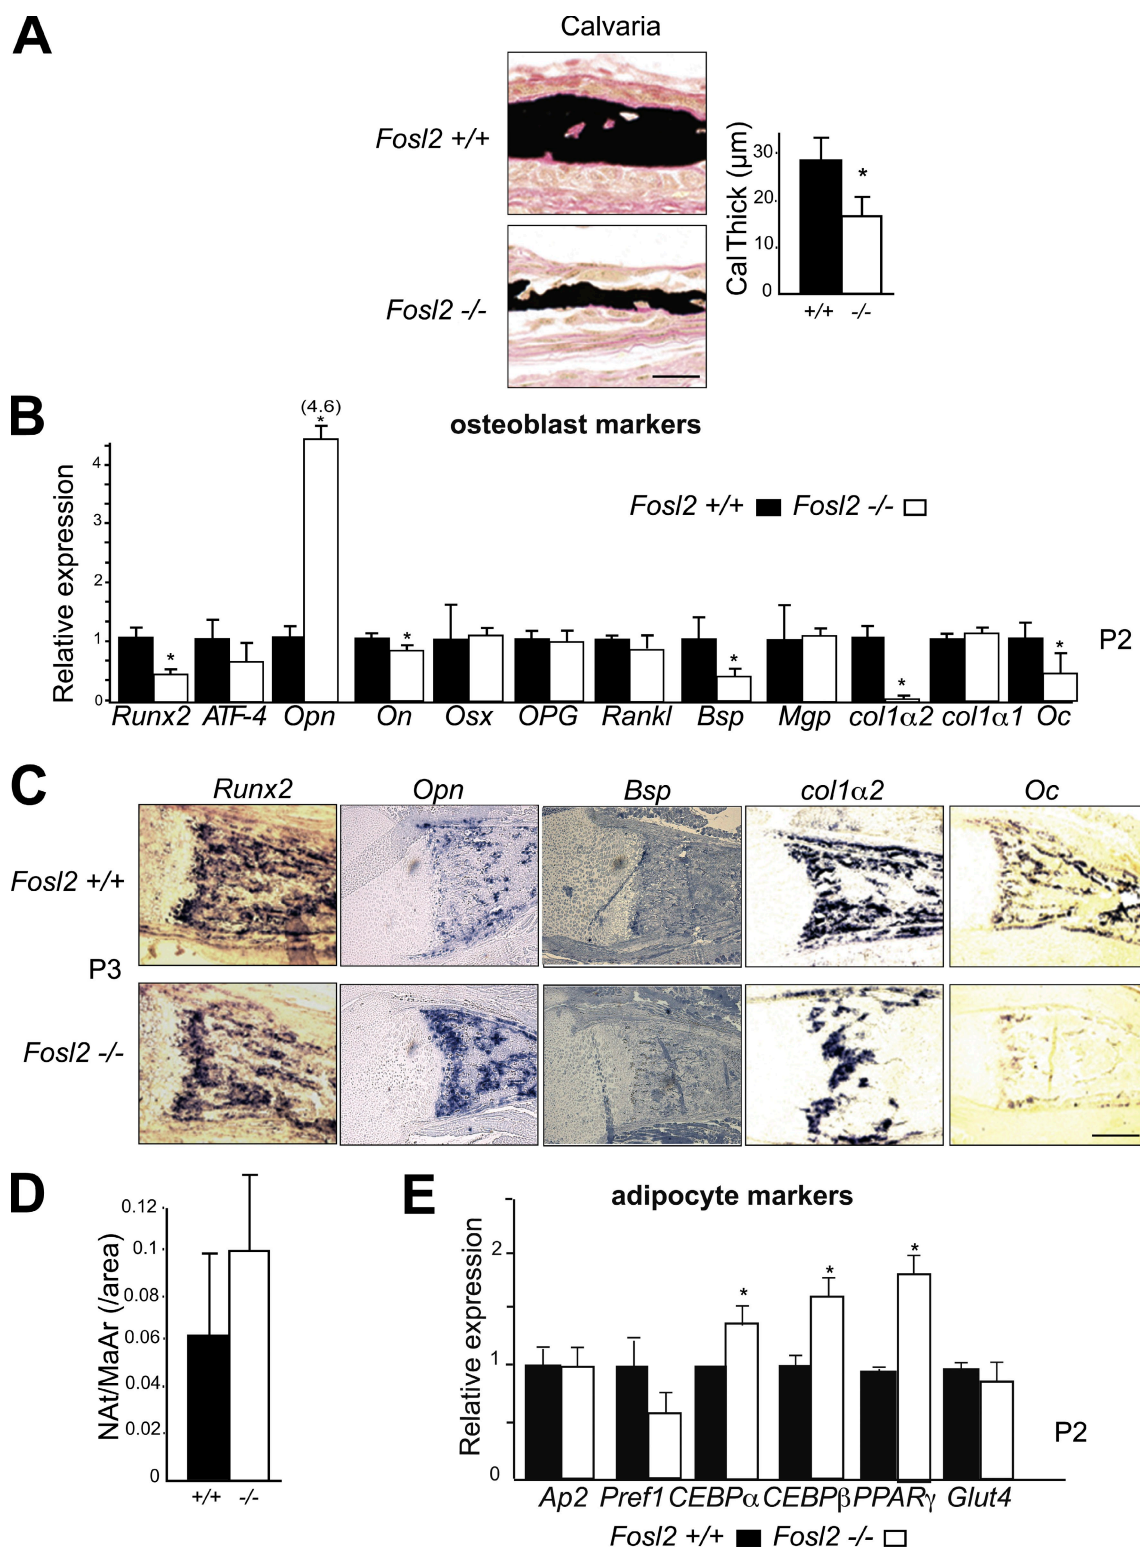 A
Calvaria
Fosl2 +/+
Fosl2 -/-
Cal Thick (μm)
30
20
10
0
+/+ -/-
*
B
osteoblast markers
(4.6)
*
Fosl2 +/+ Fosl2 -/-
Relative expression
4
3
2
1
0
* * * * *
P2
Runx2 ATF-4 Opn On Osx OPG Rankl Bsp Mgp col1α2 col1α1 Oc
C
Runx2 Opn Bsp col1α2 Oc
Fosl2 +/+
P3
Fosl2 -/-
D
NAt/MaAr (/area)
0.12
0.1
0.08
0.06
0.04
0.02
0
+/+ -/-
E
adipocyte markers
Relative expression
2
1
0
* * *
P2
Ap2 Pref1 CEBPα CEBPβ PPARγ Glut4
Fosl2 +/+ Fosl2 -/-